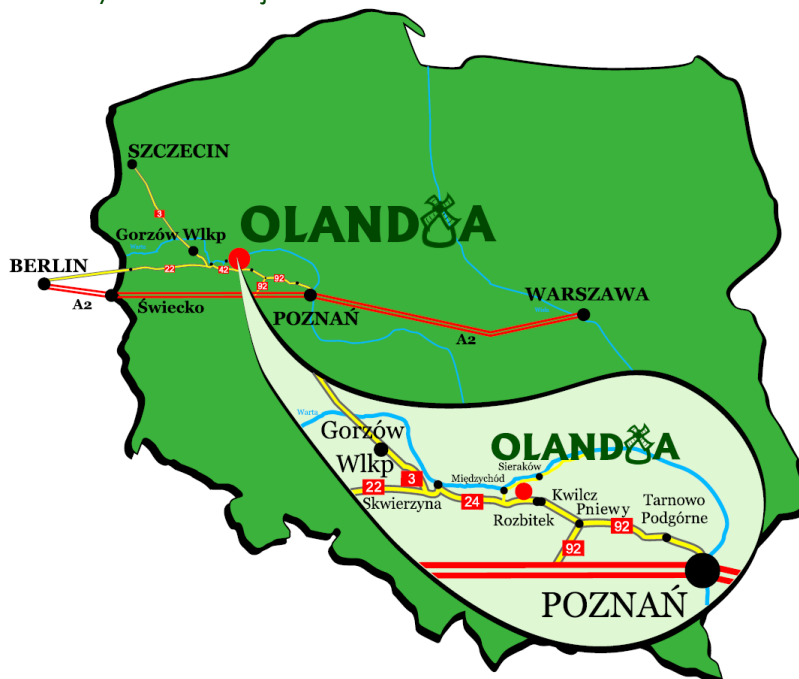 SZCZECIN
3
OLANDIA
Gorzów Wlkp
BERLIN
22
42
92
92
A2
Świecko
POZNAŃ
WARSZAWA
A2
Warta
Gorzów
Wlkp
OLANDIA
Sieraków
Międzychód
22
3
24
Skwierzyna
Kwilcz
Rozbitek
Pniewy
Tarnowo
Podgórne
92
92
POZNAŃ